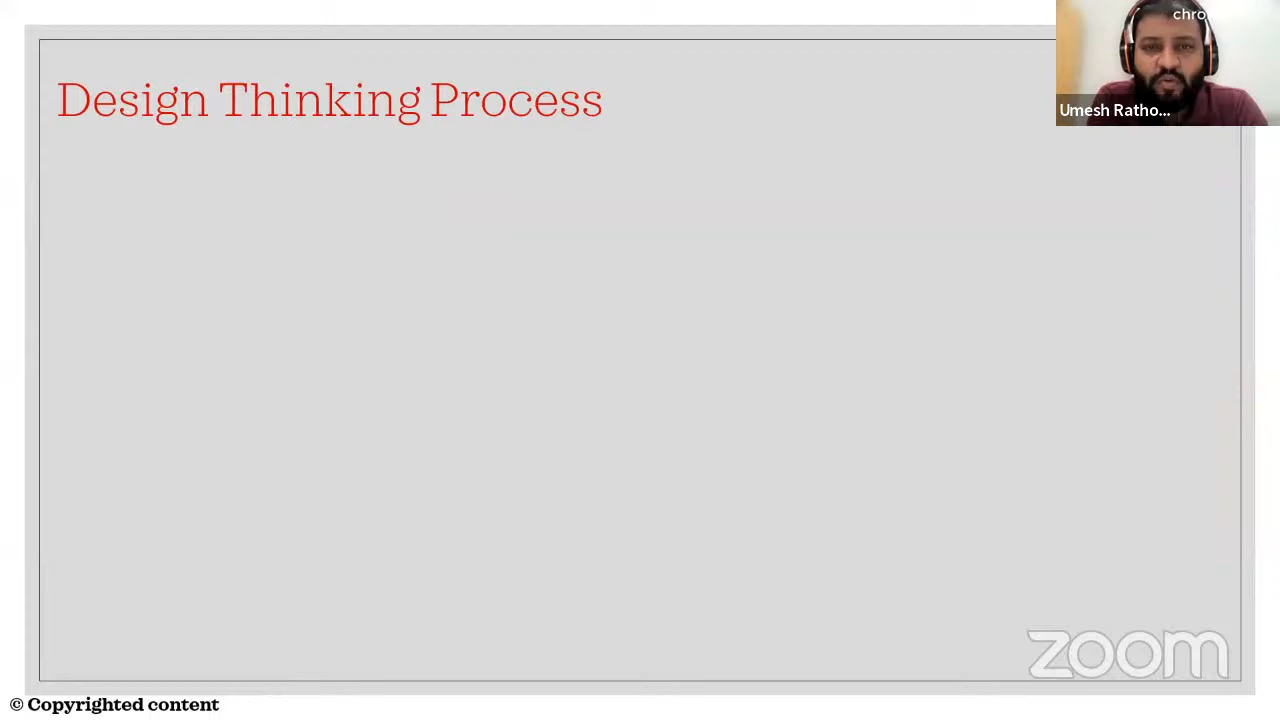 chro
Design Thinking Process
Umesh Ratho...
zoom
© Copyrighted content